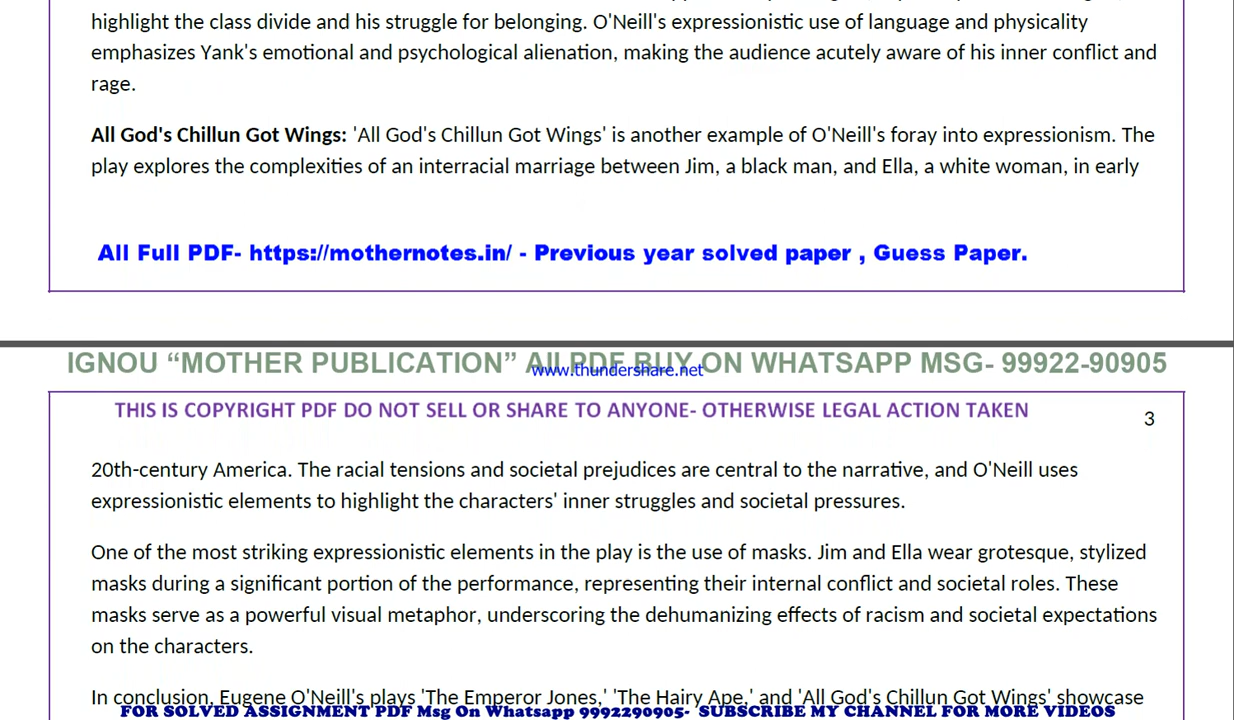 highlight the class divide and his struggle for belonging. O'Neill's expressionistic use of language and physicality
emphasizes Yank's emotional and psychological alienation, making the audience acutely aware of his inner conflict and
rage.
All God's Chillun Got Wings: 'All God's Chillun Got Wings' is another example of O'Neill's foray into expressionism. The
play explores the complexities of an interracial marriage between Jim, a black man, and Ella, a white woman, in early
All Full PDF- https://mothernotes.in/ - Previous year solved paper , Guess Paper.
IGNOU “MOTHER PUBLICATION” All PDF BUY ON WHATSAPP MSG- 99922-90905
www.thundershare.net
THIS IS COPYRIGHT PDF DO NOT SELL OR SHARE TO ANYONE- OTHERWISE LEGAL ACTION TAKEN
3
20th-century America. The racial tensions and societal prejudices are central to the narrative, and O'Neill uses
expressionistic elements to highlight the characters' inner struggles and societal pressures.
One of the most striking expressionistic elements in the play is the use of masks. Jim and Ella wear grotesque, stylized
masks during a significant portion of the performance, representing their internal conflict and societal roles. These
masks serve as a powerful visual metaphor, underscoring the dehumanizing effects of racism and societal expectations
on the characters.
In conclusion, Eugene O'Neill's plays 'The Emperor Jones,' 'The Hairy Ape,' and 'All God's Chillun Got Wings' showcase
FOR SOLVED ASSIGNMENT PDF Msg On Whatsapp 9992290905- SUBSCRIBE MY CHANNEL FOR MORE VIDEOS